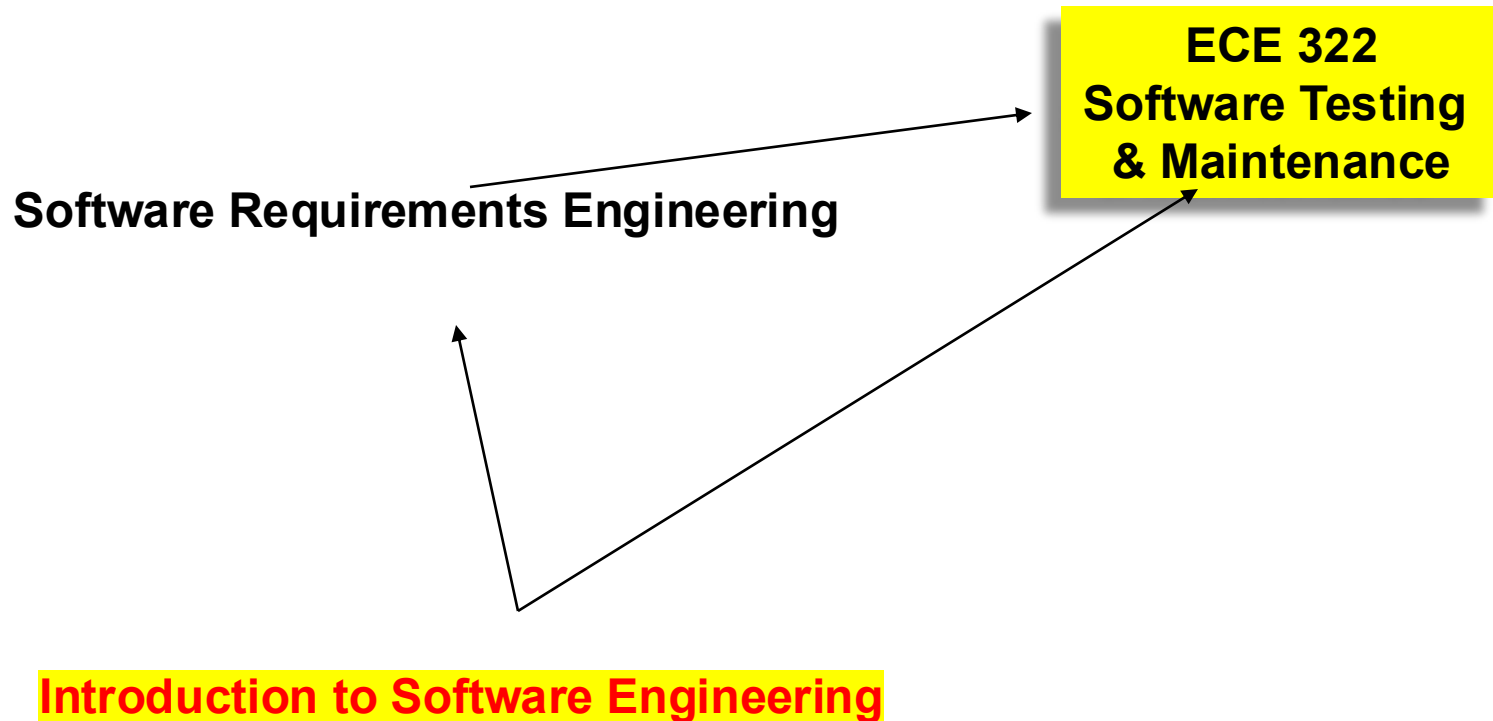 ECE 322
Software Testing
& Maintenance
Software Requirements Engineering
Introduction to Software Engineering